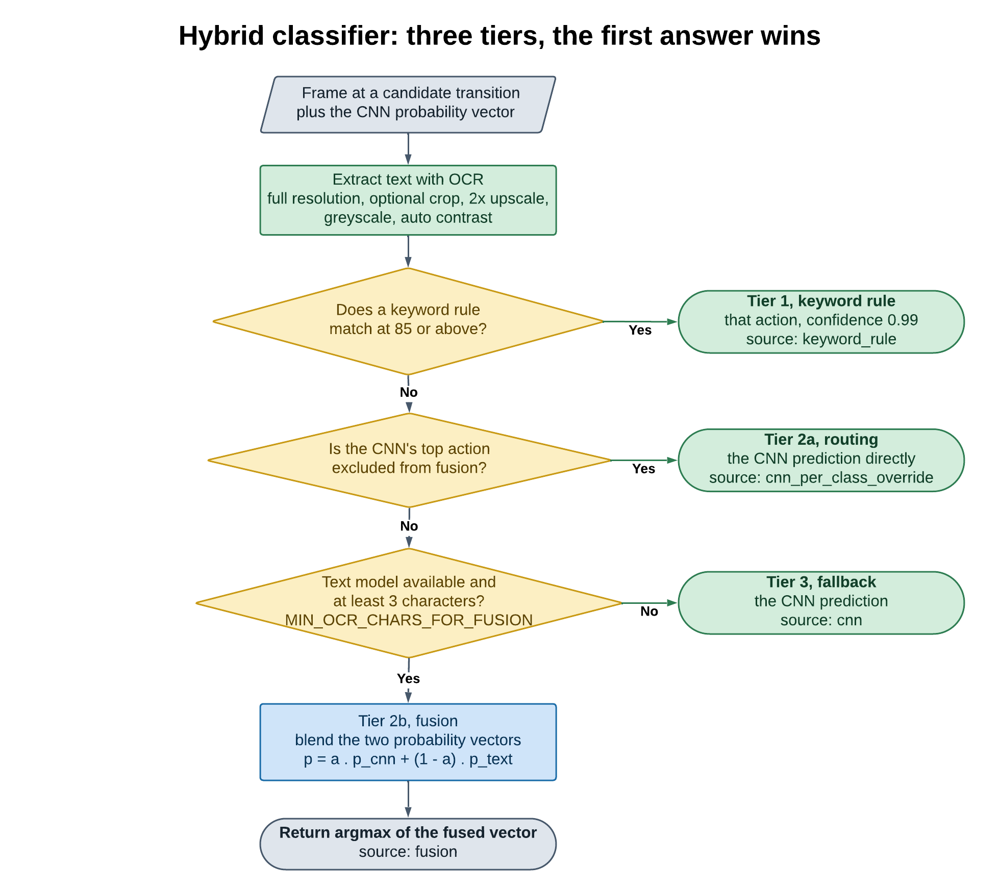 Hybrid classifier: three tiers, the first answer wins
Frame at a candidate transition
plus the CNN probability vector
Extract text with OCR
full resolution, optional crop, 2x upscale,
greyscale, auto contrast
Does a keyword rule
match at 85 or above?
Yes
Tier 1, keyword rule
that action, confidence 0.99
source: keyword_rule
No
Is the CNN's top action
excluded from fusion?
Yes
Tier 2a, routing
the CNN prediction directly
source: cnn_per_class_override
No
Text model available and
at least 3 characters?
MIN_OCR_CHARS_FOR_FUSION
No
Tier 3, fallback
the CNN prediction
source: cnn
Yes
Tier 2b, fusion
blend the two probability vectors
p = a . p_cnn + (1 - a) . p_text
Return argmax of the fused vector
source: fusion